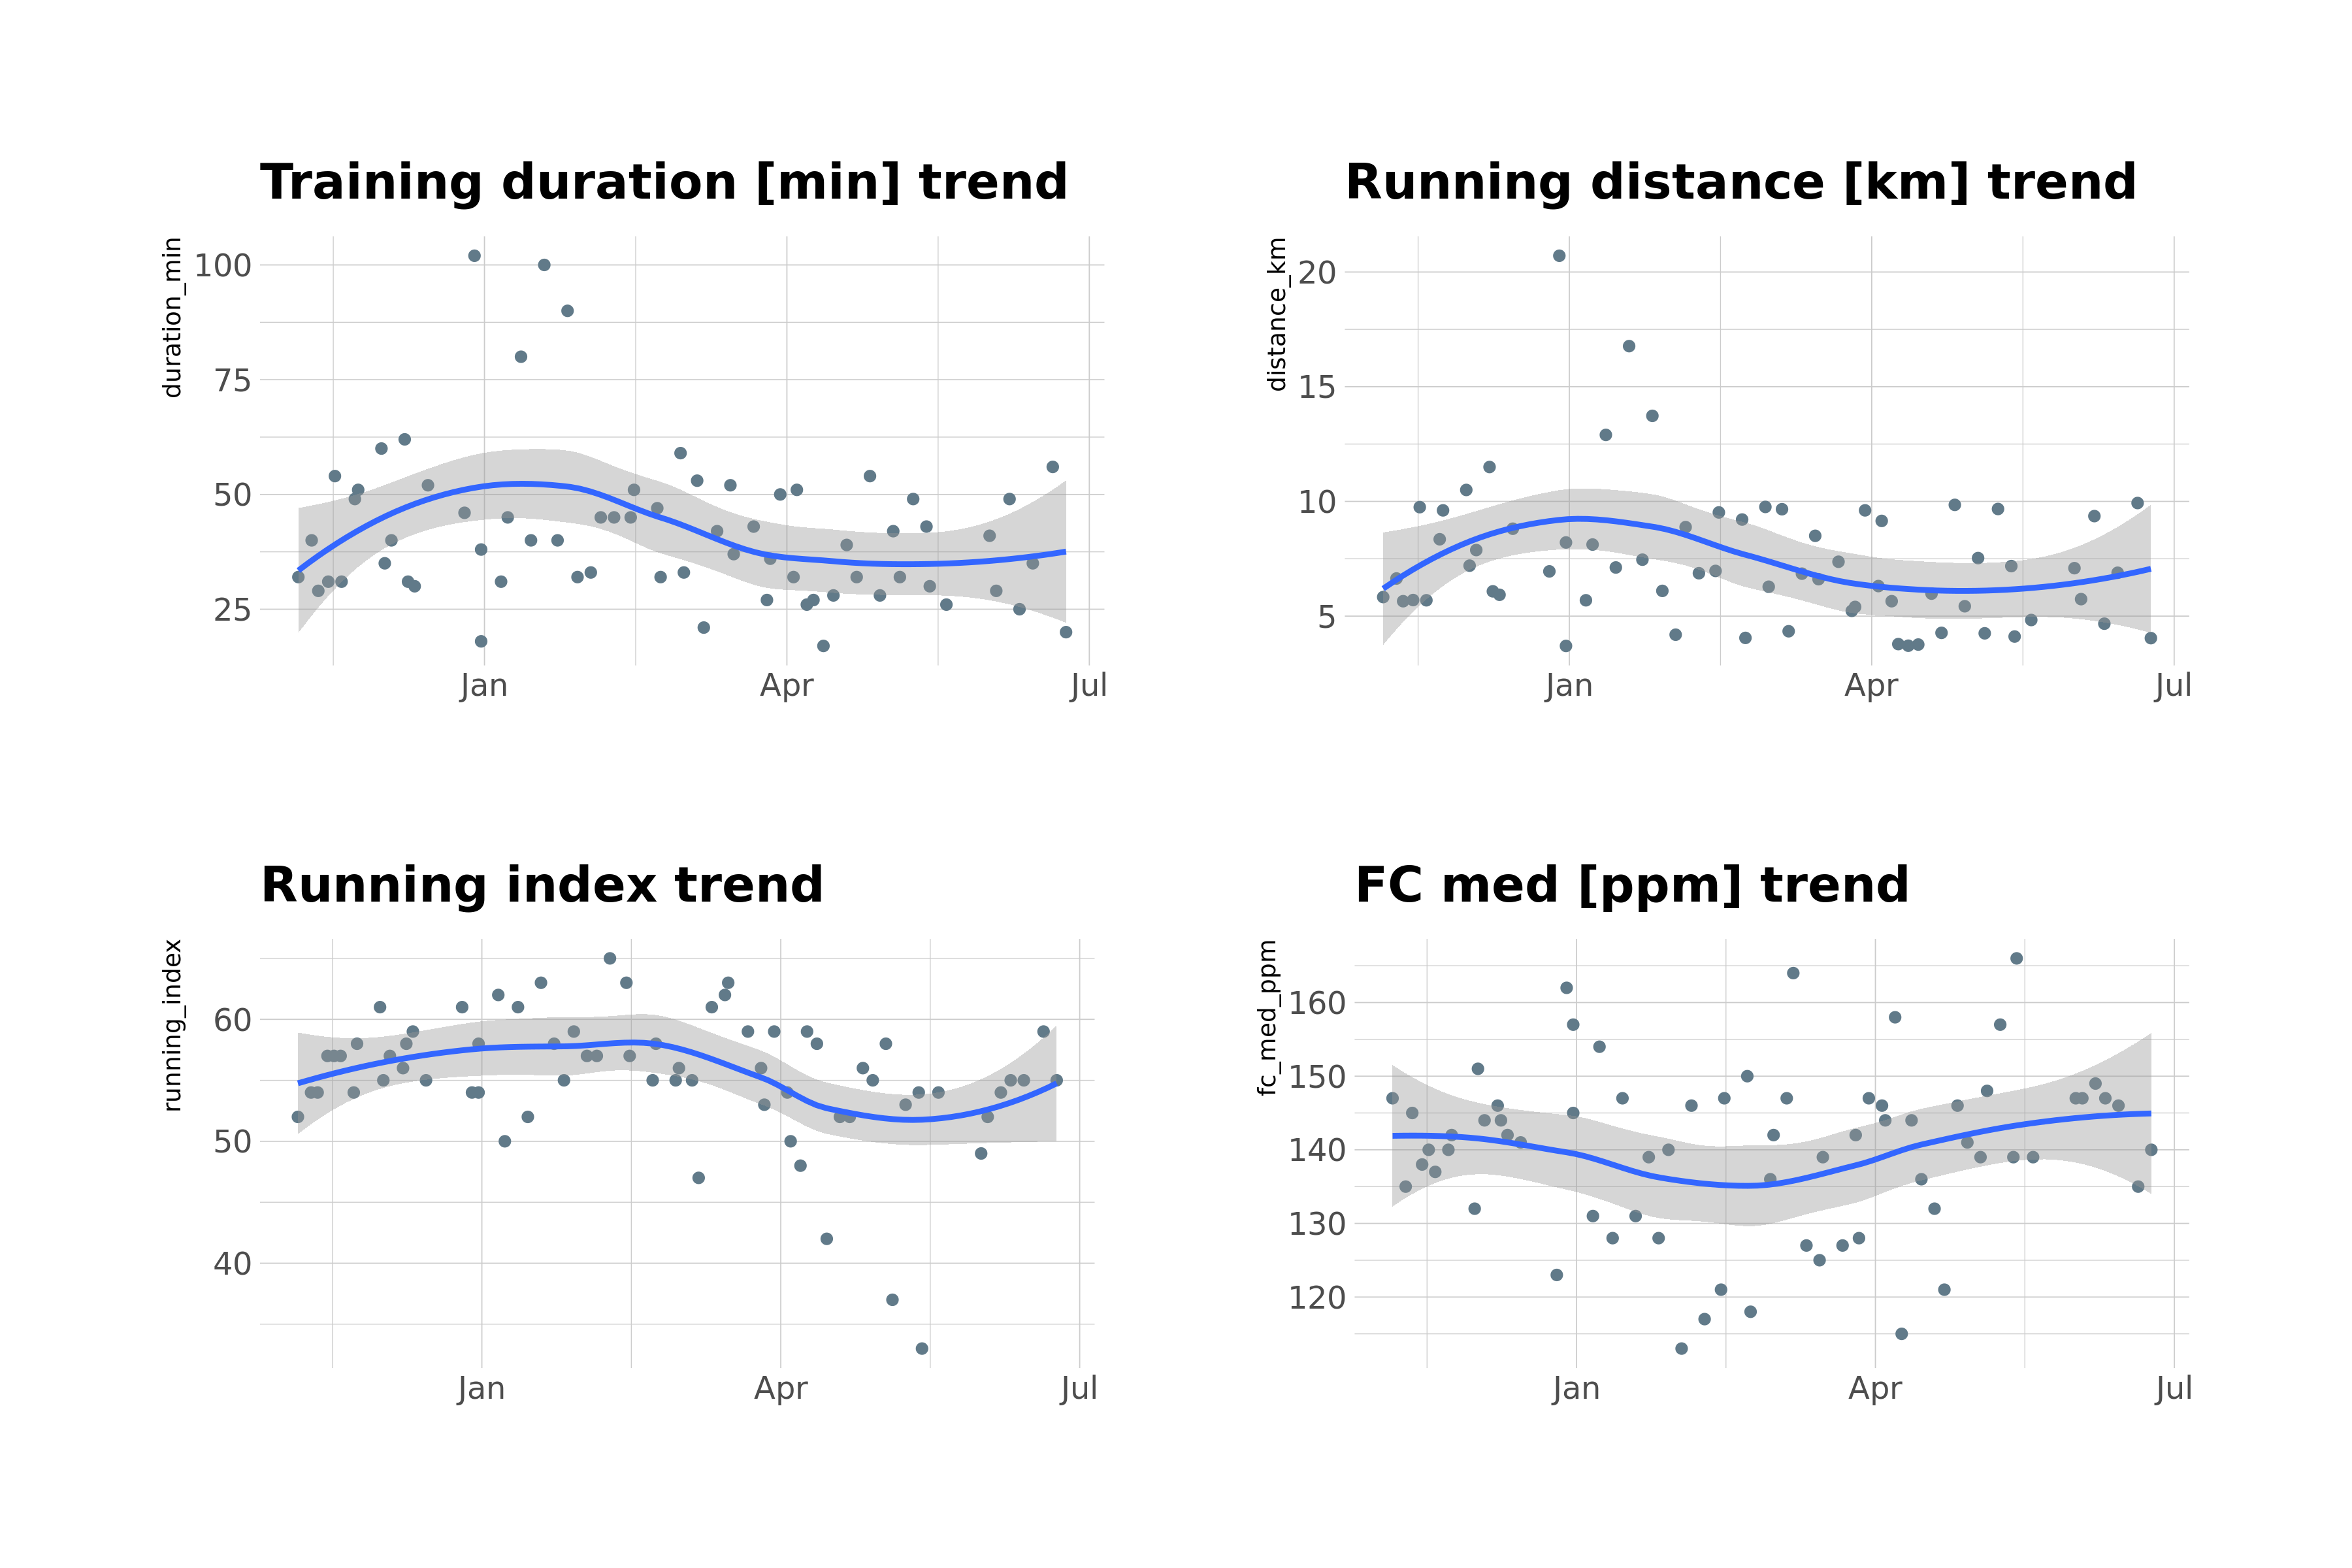 Training duration [min] trend
duration_min
100
75
50
25
Jan Apr Jul
Running distance [km] trend
distance_km
20
15
10
5
Jan Apr Jul
Running index trend
running_index
60
50
40
Jan Apr Jul
FC med [ppm] trend
fc_med_ppm
160
150
140
130
120
Jan Apr Jul